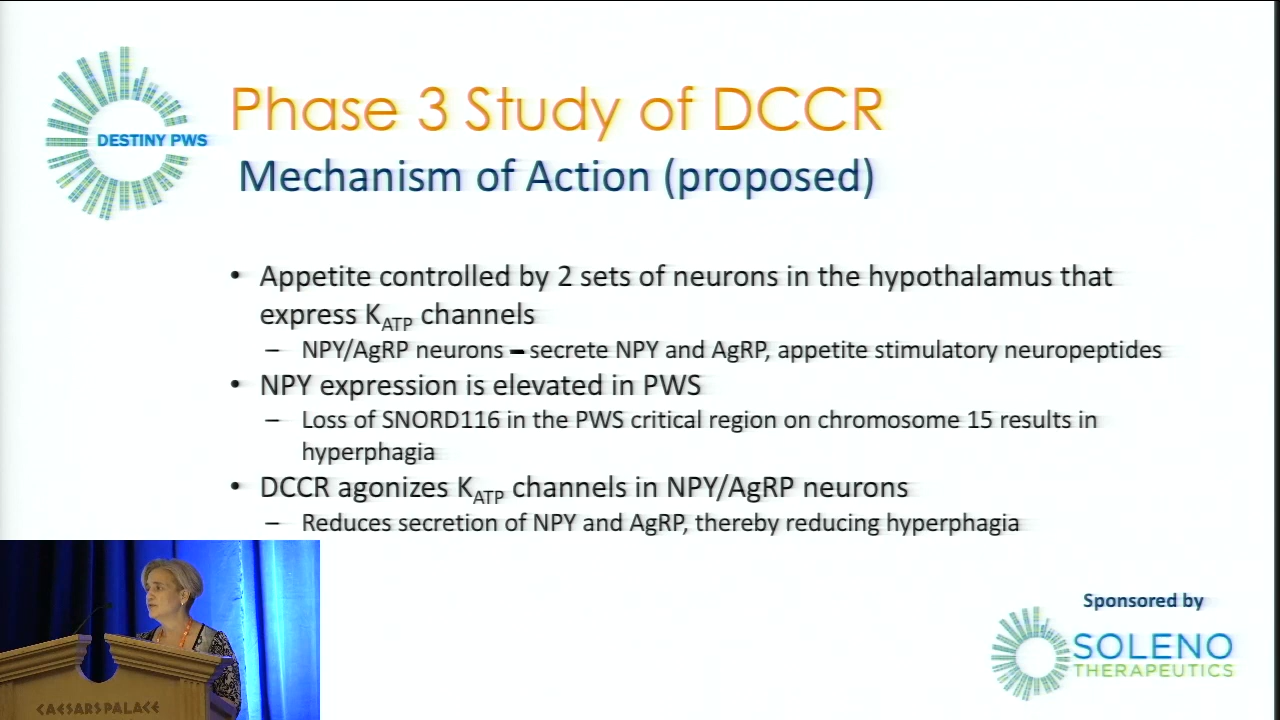 DESTINY PWS
Phase 3 Study of DCCR
Mechanism of Action (proposed)
• Appetite controlled by 2 sets of neurons in the hypothalamus that
express KATP channels
– NPY/AgRP neurons – secrete NPY and AgRP, appetite stimulatory neuropeptides
• NPY expression is elevated in PWS
– Loss of SNORD116 in the PWS critical region on chromosome 15 results in
hyperphagia
• DCCR agonizes KATP channels in NPY/AgRP neurons
– Reduces secretion of NPY and AgRP, thereby reducing hyperphagia
Sponsored by
SOLENO
THERAPEUTICS
CAESARS PALACE